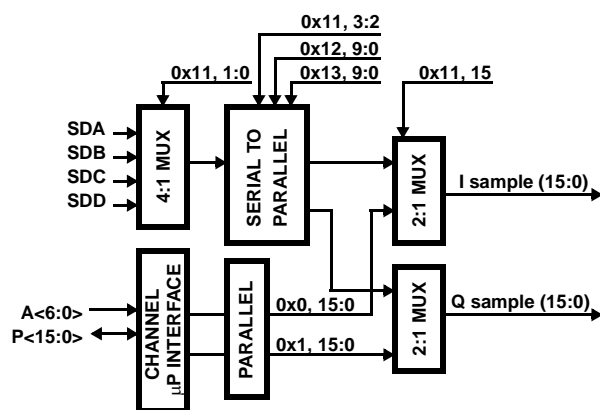 0x11, 3:2
0x12, 9:0
0x11, 1:0
0x13, 9:0
0x11, 15
SDA
SDB
SDC
SDD
4:1 MUX
SERIAL TO
PARALLEL
2:1 MUX
I sample (15:0)
A<6:0>
P<15:0>
CHANNEL
µP INTERFACE
PARALLEL
0x0, 15:0
0x1, 15:0
2:1 MUX
Q sample (15:0)